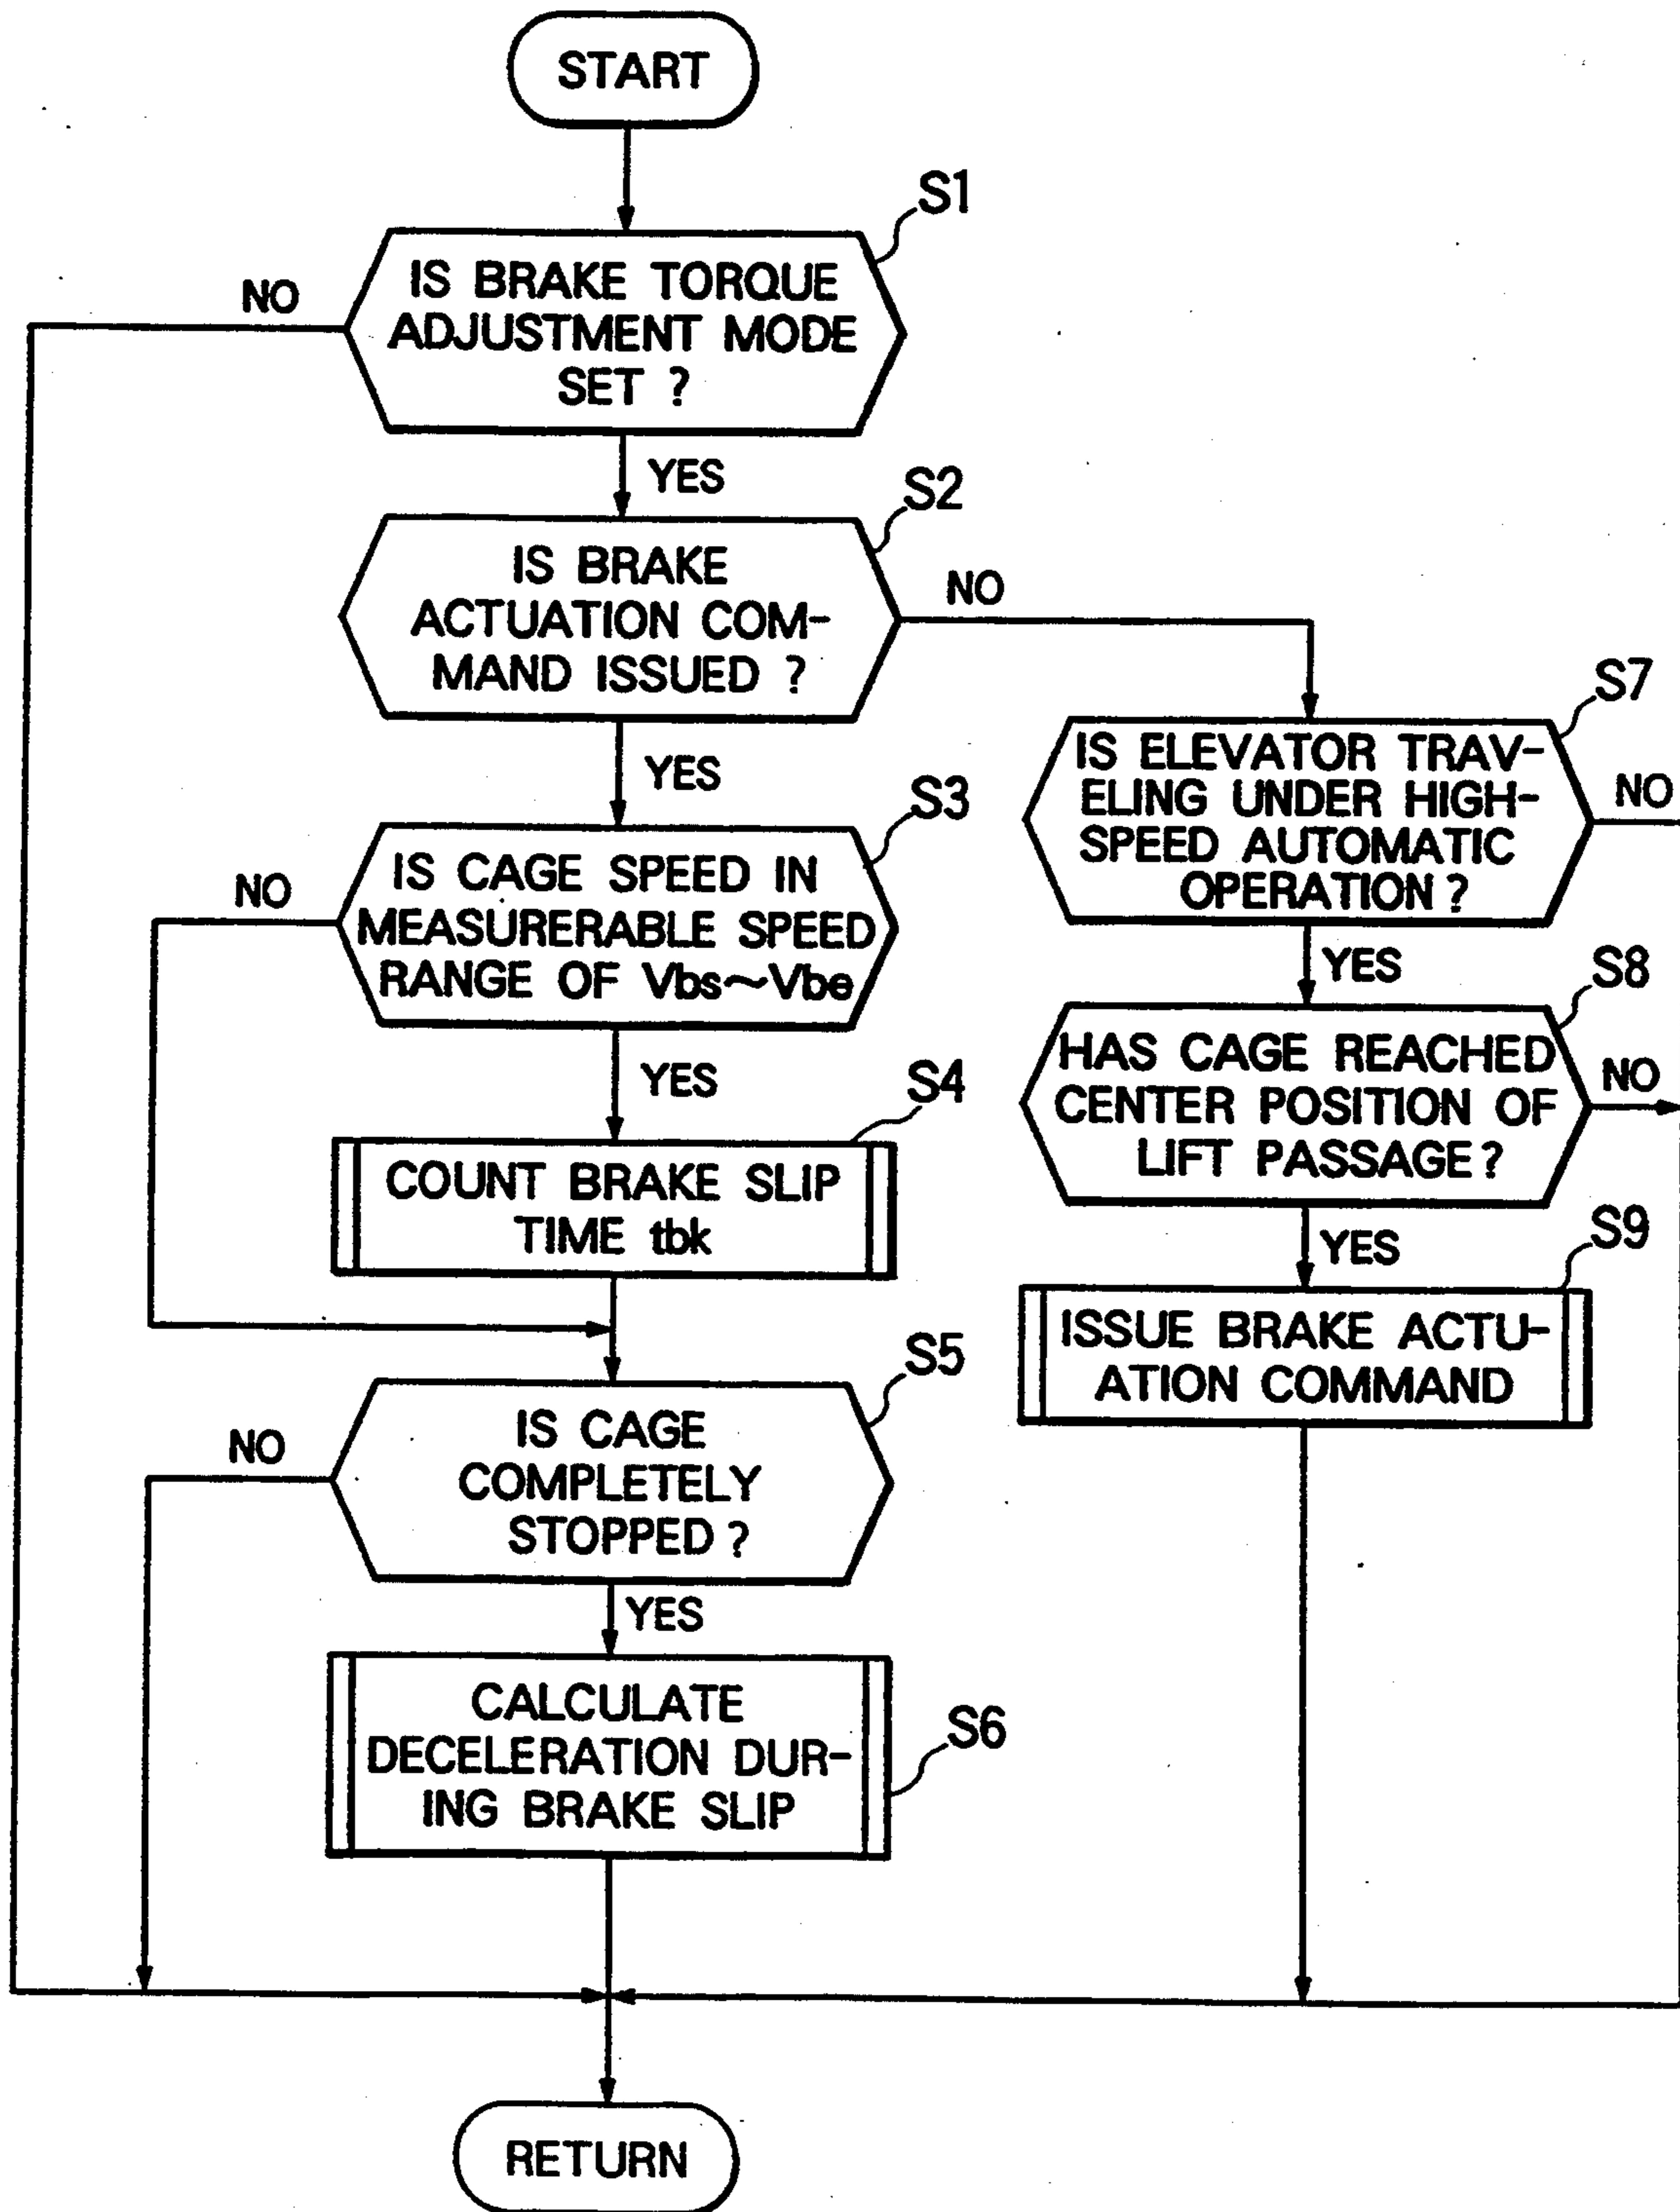 START
S1
IS BRAKE TORQUE
ADJUSTMENT MODE
SET ?
NO
YES
S2
IS BRAKE
ACTUATION COM-
MAND ISSUED ?
NO
YES
S3
IS CAGE SPEED IN
MEASURERABLE SPEED
RANGE OF Vbs~Vbe
NO
YES
S4
COUNT BRAKE SLIP
TIME tbk
S5
IS CAGE
COMPLETELY
STOPPED ?
NO
YES
S6
CALCULATE
DECELERATION DUR-
ING BRAKE SLIP
S7
IS ELEVATOR TRAV-
ELING UNDER HIGH-
SPEED AUTOMATIC
OPERATION ?
NO
YES
S8
HAS CAGE REACHED
CENTER POSITION OF
LIFT PASSAGE ?
NO
YES
S9
ISSUE BRAKE ACTU-
ATION COMMAND
RETURN